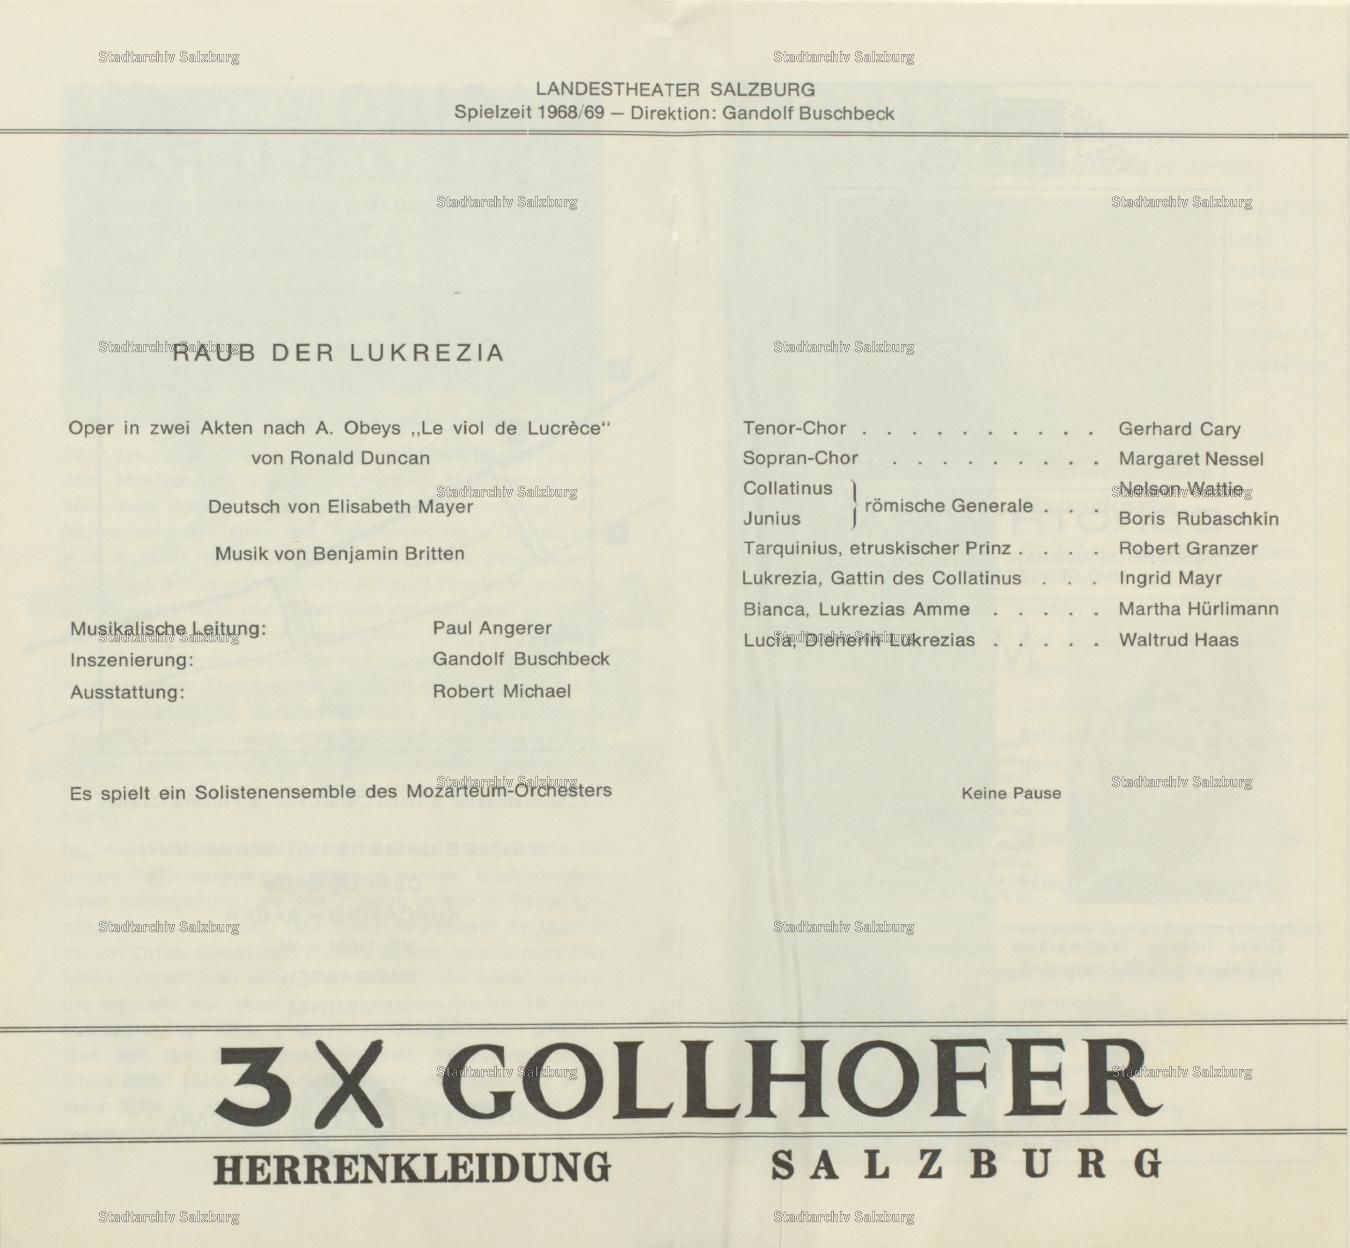 LANDESTHEATER SALZBURG
Spielzeit 1968/69 — Direktion: Gandolf Buschbeck
RAUB DER LUKREZIA
Oper in zwei Akten nach A. Obeys „Le viol de Lucrèce“
von Ronald Duncan
Deutsch von Elisabeth Mayer
Musik von Benjamin Britten
Musikalische Leitung: Paul Angerer
Inszenierung: Gandolf Buschbeck
Ausstattung: Robert Michael
Es spielt ein Solistenensemble des Mozarteum-Orchesters
Tenor-Chor . . . . . . . . . . Gerhard Cary
Sopran-Chor . . . . . . . . . Margaret Nessel
Collatinus } römische Generale . . . Nelson Wattie
Junius Boris Rubaschkin
Tarquinius, etruskischer Prinz . . . . Robert Granzer
Lukrezia, Gattin des Collatinus . . . Ingrid Mayr
Bianca, Lukrezias Amme . . . . . Martha Hürlimann
Lucia, Dienerin Lukrezias . . . . . Waltrud Haas
Keine Pause
3X GOLLHOFER
HERRENKLEIDUNG SALZBURG
Stadtarchiv Salzburg